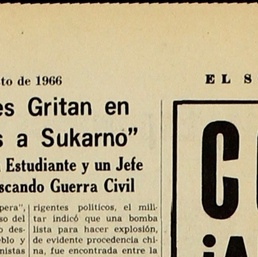 to de 1966
EL S
es Gritan en
s a Sukarno”
Estudiante y un Jefe
scando Guerra Civil
pera",
so del
o des-
eblo y
nistas
rigentes políticos, el mili-
tar indicó que una bomba
lista para hacer explosión,
de evidente procedencia chi-
na, fue encontrada entre la
C
¡A